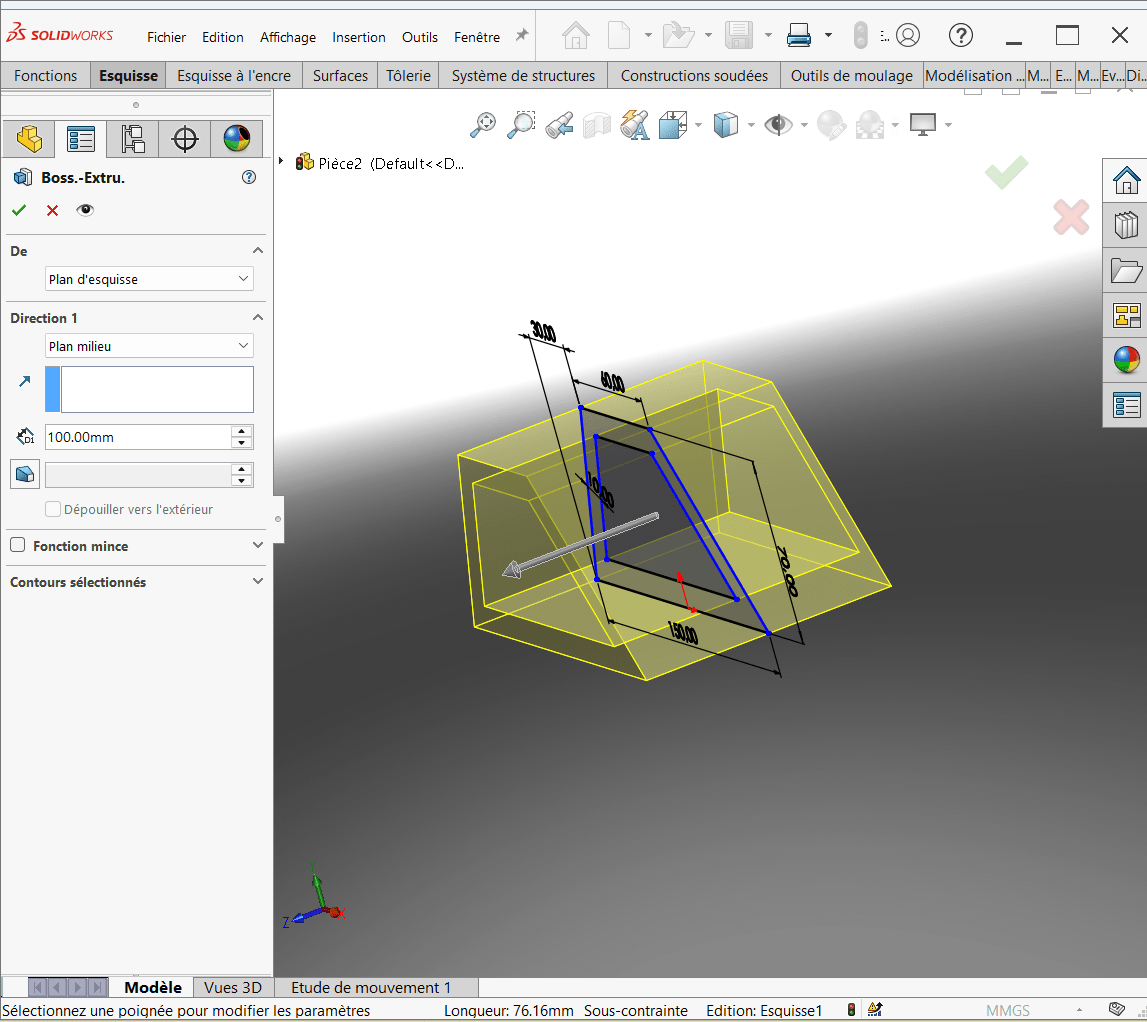 SOLIDWORKS Fichier Edition Affichage Insertion Outils Fenêtre
Fonctions Esquisse Esquisse à l'encre Surfaces Tôlerie Système de structures Constructions soudées Outils de moulage Modélisation ... M... E... M... Ev... Di...
Pièce2 (Default<<D...
Boss.-Extru.
De
Plan d'esquisse
Direction 1
Plan milieu
D1
100.00mm
Dépouiller vers l'extérieur
Fonction mince
Contours sélectionnés
30.00
60.00
10.00
70.00
150.00
Y
Z
X
Modèle Vues 3D Etude de mouvement 1
Sélectionnez une poignée pour modifier les paramètres Longueur: 76.16mm Sous-contrainte Edition: Esquisse1 MMGS